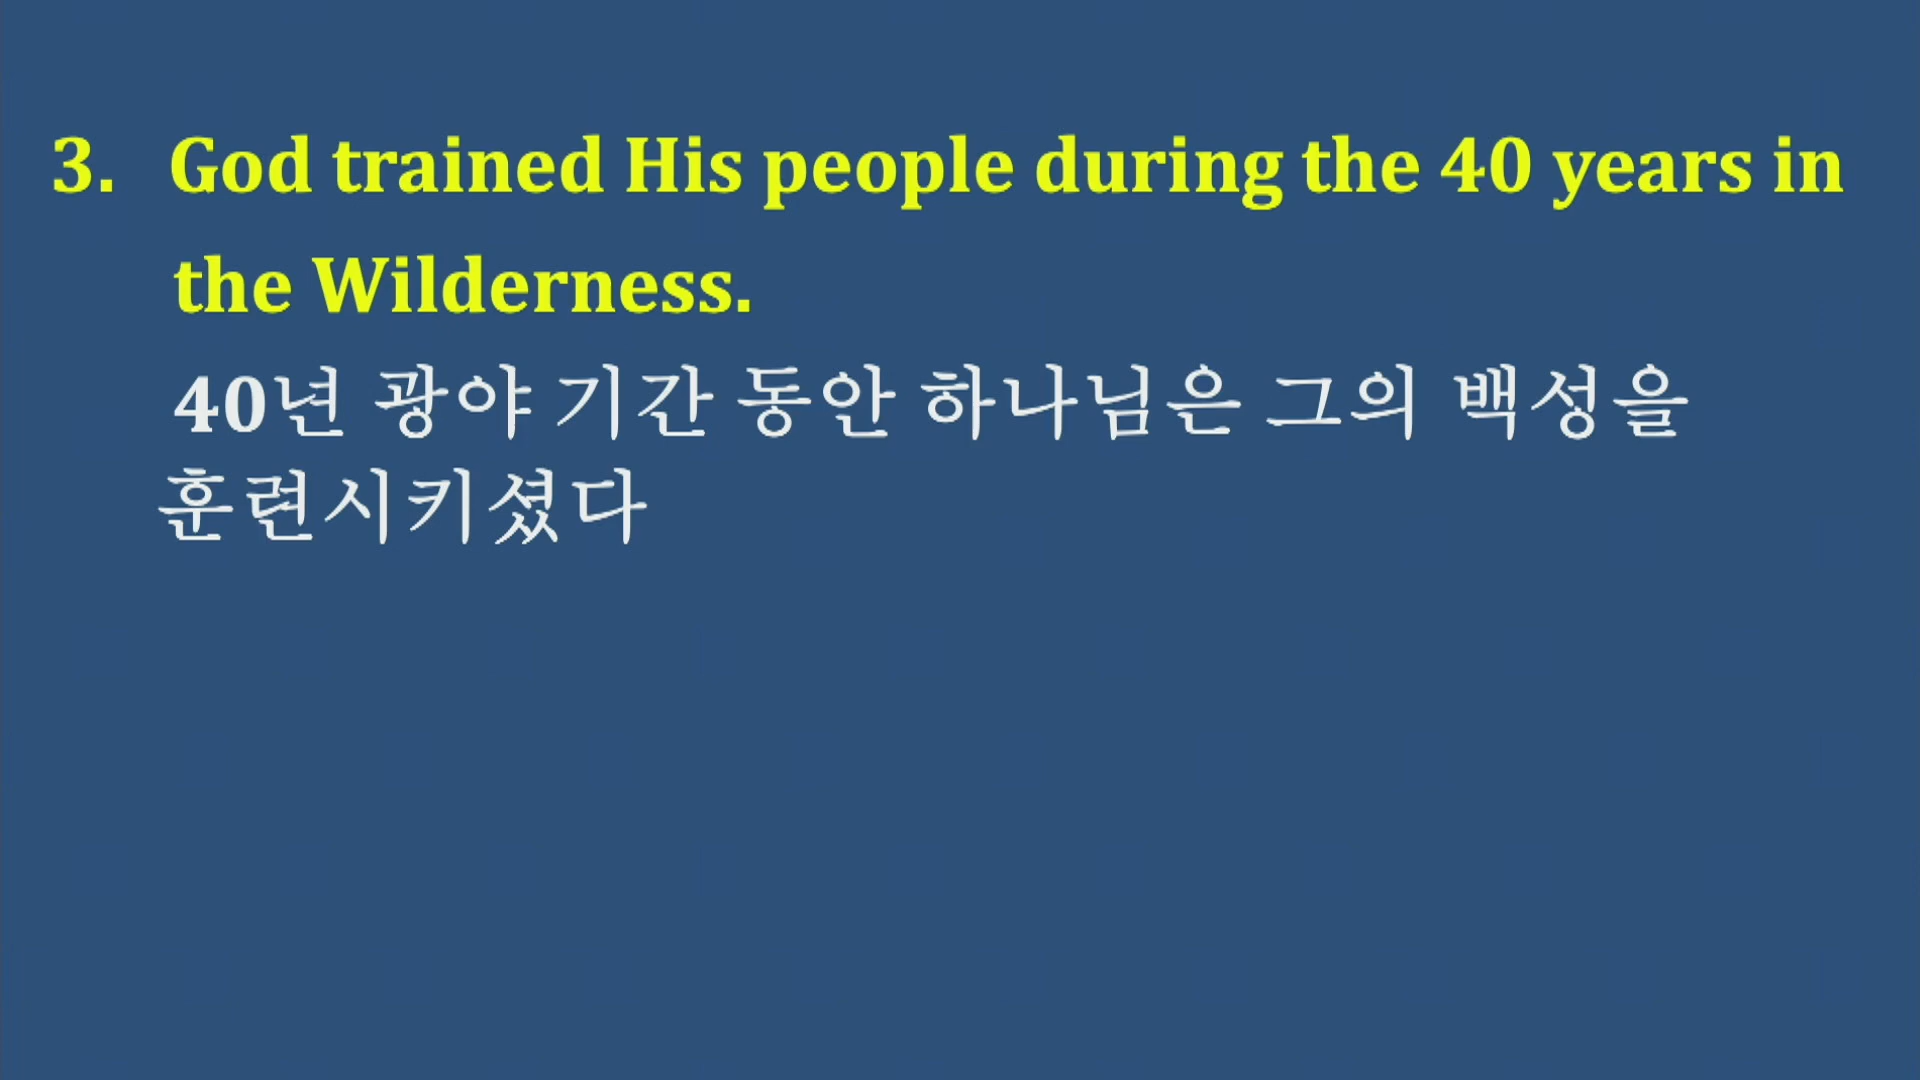 3. God trained His people during the 40 years in
the Wilderness.
40년 광야 기간 동안 하나님은 그의 백성을
훈련시키셨다